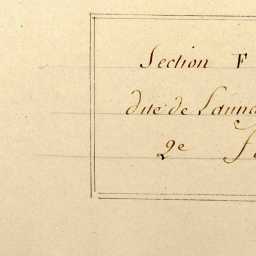 Section F
dite de
2e